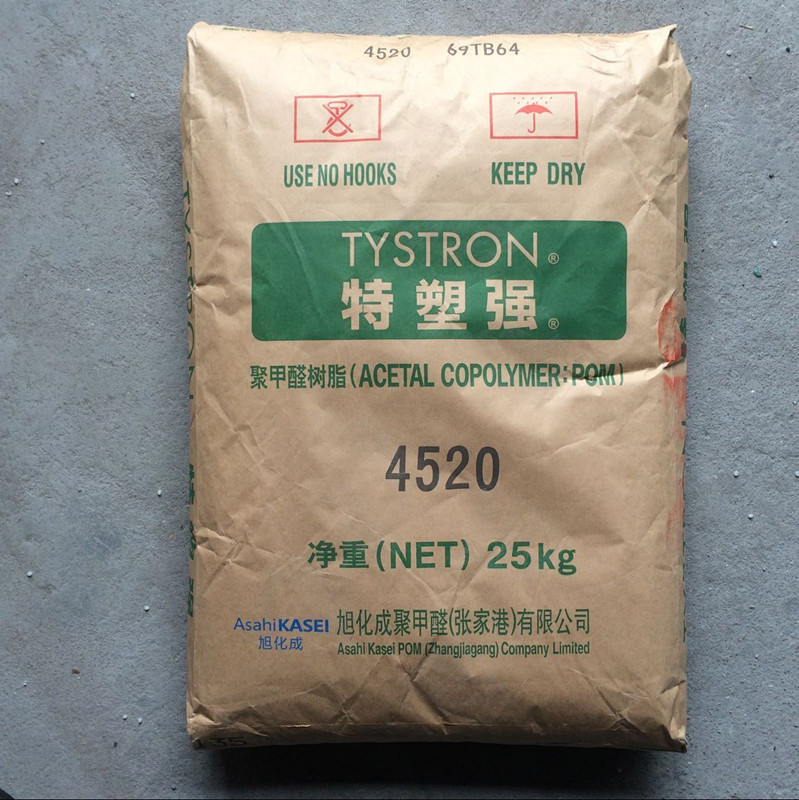 4520 69TB64
USE NO HOOKS KEEP DRY
TYSTRON®
特塑强®
聚甲醛树脂(ACETAL COPOLYMER:POM)
4520
净重(NET) 25kg
AsahiKASEI
旭化成
旭化成聚甲醛(张家港)有限公司
Asahi Kasei POM (Zhangjiagang) Company Limited
TYSTRON